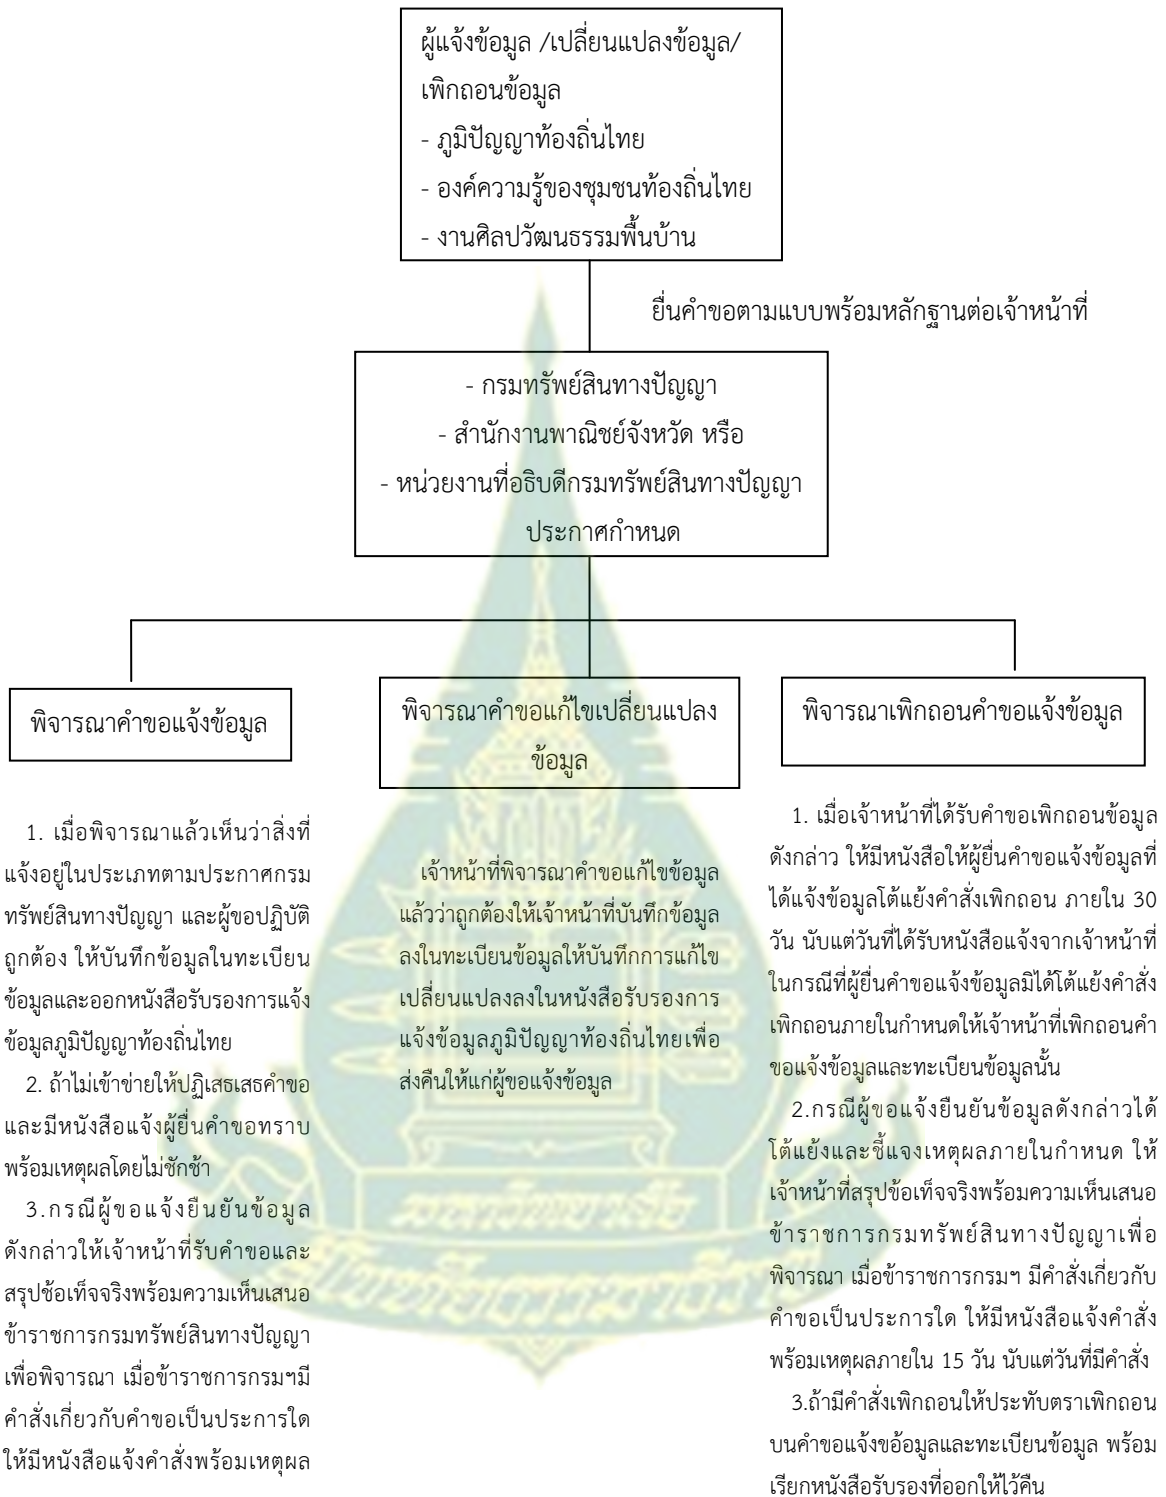 ผู้แจ้งข้อมูล /เปลี่ยนแปลงข้อมูล/
เพิกถอนข้อมูล
- ภูมิปัญญาท้องถิ่นไทย
- องค์ความรู้ของชุมชนท้องถิ่นไทย
- งานศิลปวัฒนธรรมพื้นบ้าน
ยื่นคำขอตามแบบพร้อมหลักฐานต่อเจ้าหน้าที่
- กรมทรัพย์สินทางปัญญา
- สำนักงานพาณิชย์จังหวัด หรือ
- หน่วยงานที่อธิบดีกรมทรัพย์สินทางปัญญา
ประกาศกำหนด
พิจารณาคำขอแจ้งข้อมูล
1. เมื่อพิจารณาแล้วเห็นว่าสิ่งที่
แจ้งอยู่ในประเภทตามประกาศกรม
ทรัพย์สินทางปัญญา และผู้ขอปฏิบัติ
ถูกต้อง ให้บันทึกข้อมูลในทะเบียน
ข้อมูลและออกหนังสือรับรองการแจ้ง
ข้อมูลภูมิปัญญาท้องถิ่นไทย
2. ถ้าไม่เข้าข่ายให้ปฏิเสธเสธคำขอ
และมีหนังสือแจ้งผู้ยื่นคำขอทราบ
พร้อมเหตุผลโดยไม่ชักช้า
3.กรณีผู้ขอแจ้งยืนยันข้อมูล
ดังกล่าวให้เจ้าหน้าที่รับคำขอและ
สรุปช้อเท็จจริงพร้อมความเห็นเสนอ
ข้าราชการกรมทรัพย์สินทางปัญญา
เพื่อพิจารณา เมื่อข้าราชการกรมฯมี
คำสั่งเกี่ยวกับคำขอเป็นประการใด
ให้มีหนังสือแจ้งคำสั่งพร้อมเหตุผล
พิจารณาคำขอแก้ไขเปลี่ยนแปลง
ข้อมูล
เจ้าหน้าที่พิจารณาคำขอแก้ไขข้อมูล
แล้วว่าถูกต้องให้เจ้าหน้าที่บันทึกข้อมูล
ลงในทะเบียนข้อมูลให้บันทึกการแก้ไข
เปลี่ยนแปลงลงในหนังสือรับรองการ
แจ้งข้อมูลภูมิปัญญาท้องถิ่นไทยเพื่อ
ส่งคืนให้แก่ผู้ขอแจ้งข้อมูล
พิจารณาเพิกถอนคำขอแจ้งข้อมูล
1. เมื่อเจ้าหน้าที่ได้รับคำขอเพิกถอนข้อมูล
ดังกล่าว ให้มีหนังสือให้ผู้ยื่นคำขอแจ้งข้อมูลที่
ได้แจ้งข้อมูลโต้แย้งคำสั่งเพิกถอน ภายใน 30
วัน นับแต่วันที่ได้รับหนังสือแจ้งจากเจ้าหน้าที่
ในกรณีที่ผู้ยื่นคำขอแจ้งข้อมูลมิได้โต้แย้งคำสั่ง
เพิกถอนภายในกำหนดให้เจ้าหน้าที่เพิกถอนคำ
ขอแจ้งข้อมูลและทะเบียนข้อมูลนั้น
2.กรณีผู้ขอแจ้งยืนยันข้อมูลดังกล่าวได้
โต้แย้งและชี้แจงเหตุผลภายในกำหนด ให้
เจ้าหน้าที่สรุปข้อเท็จจริงพร้อมความเห็นเสนอ
ข้าราชการกรมทรัพย์สินทางปัญญาเพื่อ
พิจารณา เมื่อข้าราชการกรมฯ มีคำสั่งเกี่ยวกับ
คำขอเป็นประการใด ให้มีหนังสือแจ้งคำสั่ง
พร้อมเหตุผลภายใน 15 วัน นับแต่วันที่มีคำสั่ง
3.ถ้ามีคำสั่งเพิกถอนให้ประทับตราเพิกถอน
บนคำขอแจ้งขอ้อมูลและทะเบียนข้อมูล พร้อม
เรียกหนังสือรับรองที่ออกให้ไว้คืน